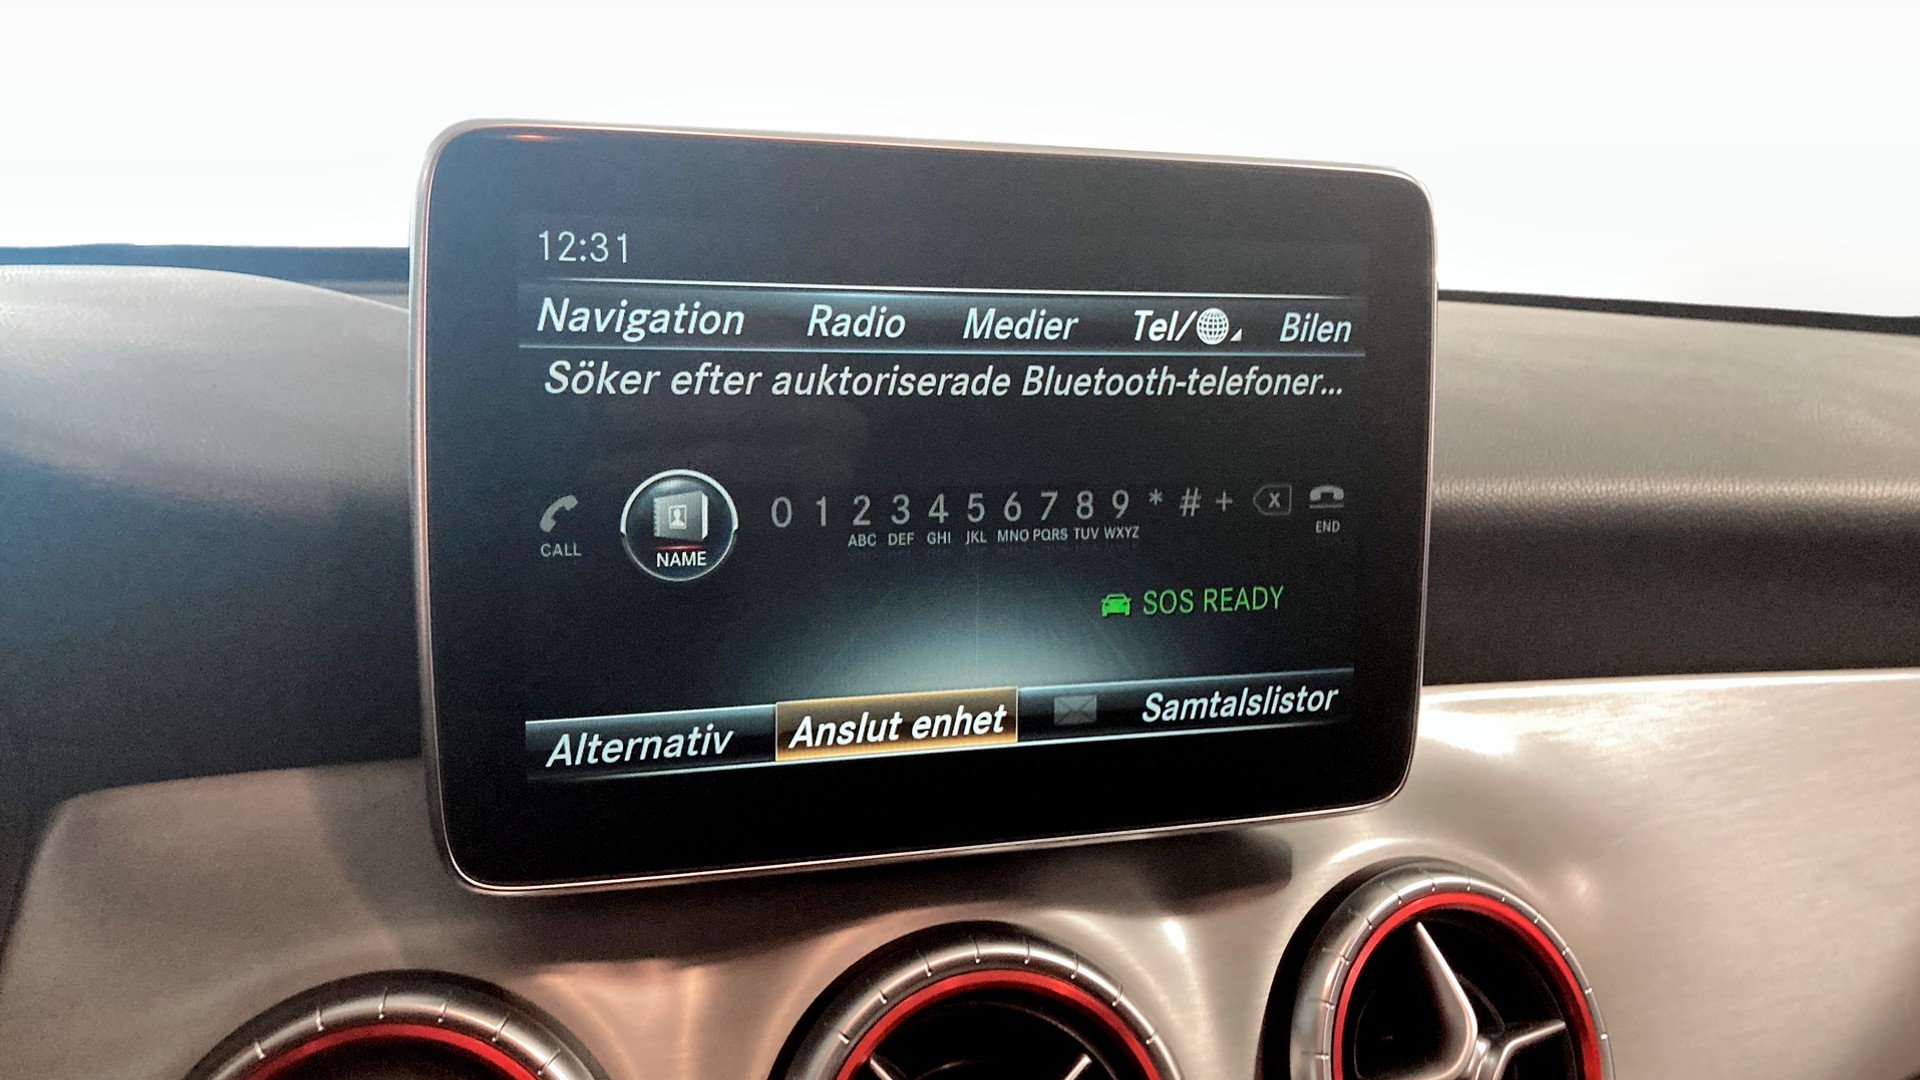 12:31
Navigation Radio Medier Tel/ Bilen
Söker efter auktoriserade Bluetooth-telefoner...
0 1 2 3 4 5 6 7 8 9 * # + X
ABC DEF GHI JKL MNO PQRS TUV WXYZ
CALL NAME END
SOS READY
Alternativ Anslut enhet Samtalslistor